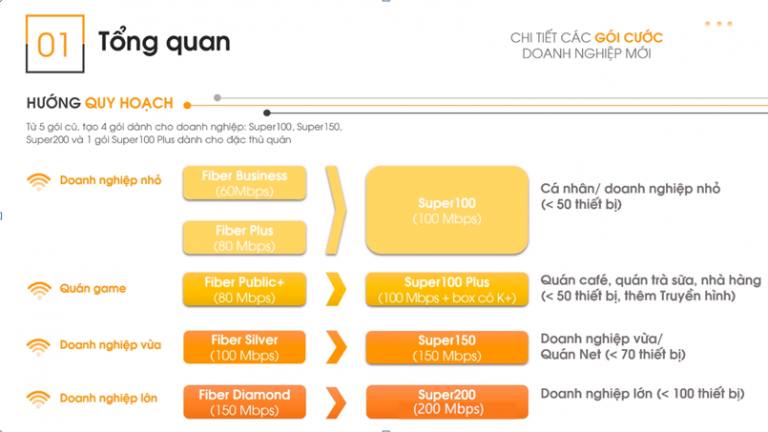 01
Tổng quan
CHI TIẾT CÁC GÓI CƯỚC
DOANH NGHIỆP MỚI
HƯỚNG QUY HOẠCH
Từ 5 gói cũ, tạo 4 gói dành cho doanh nghiệp: Super100, Super150,
Super200 và 1 gói Super100 Plus dành cho đặc thù quán
Doanh nghiệp nhỏ
Fiber Business
(60Mbps)
Fiber Plus
(80 Mbps)
Super100
(100 Mbps)
Cá nhân/ doanh nghiệp nhỏ
(< 50 thiết bị)
Quán game
Fiber Public+
(80 Mbps)
Super100 Plus
(100 Mbps + box có K+)
Quán café, quán trà sữa, nhà hàng
(< 50 thiết bị, thêm Truyền hình)
Doanh nghiệp vừa
Fiber Silver
(100 Mbps)
Super150
(150 Mbps)
Doanh nghiệp vừa/
Quán Net (< 70 thiết bị)
Doanh nghiệp lớn
Fiber Diamond
(150 Mbps)
Super200
(200 Mbps)
Doanh nghiệp lớn (< 100 thiết bị)